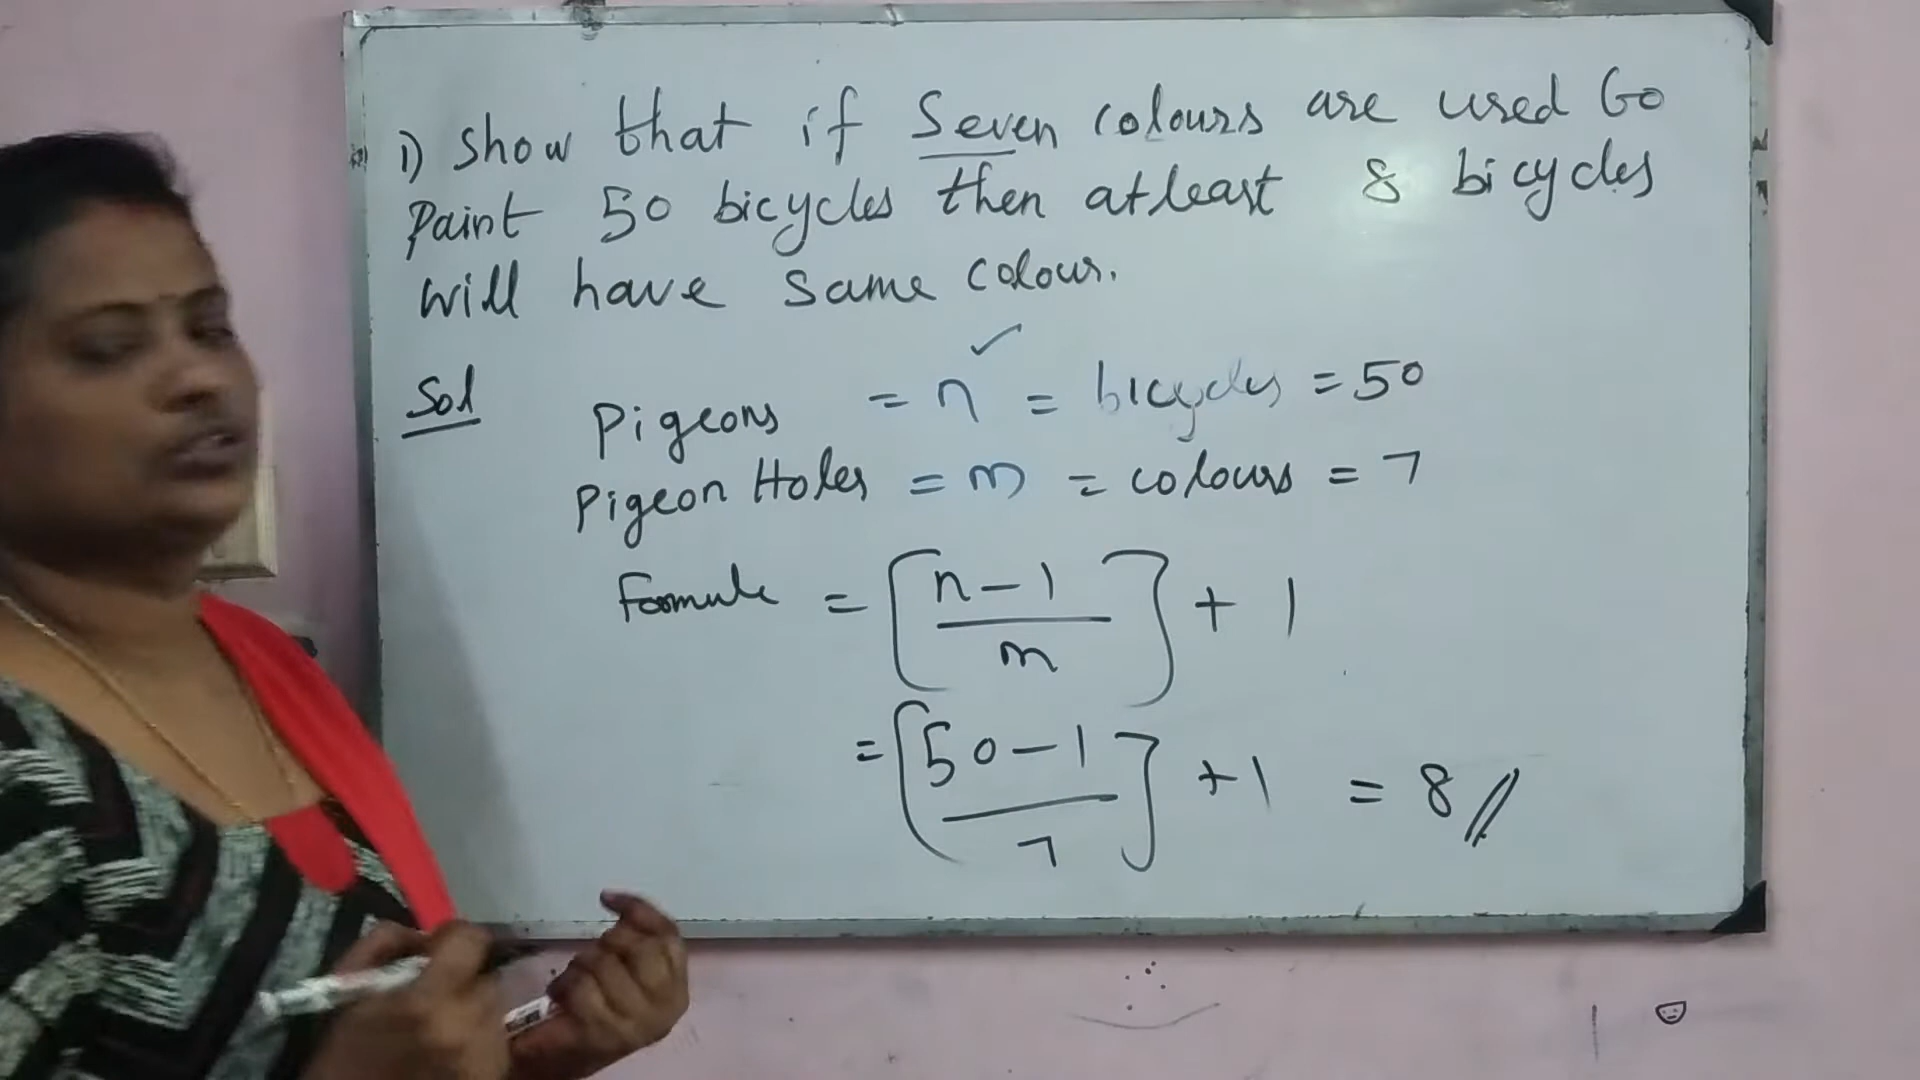 1) Show that if Seven colours are used to
Paint 50 bicycles then atleast 8 bicycles
will have same colour.
Sol
Pigeons = n = bicycles = 50
Pigeon Holes = m = colours = 7
Formula = [n-1/m] + 1
= [50-1/7] + 1 = 8//